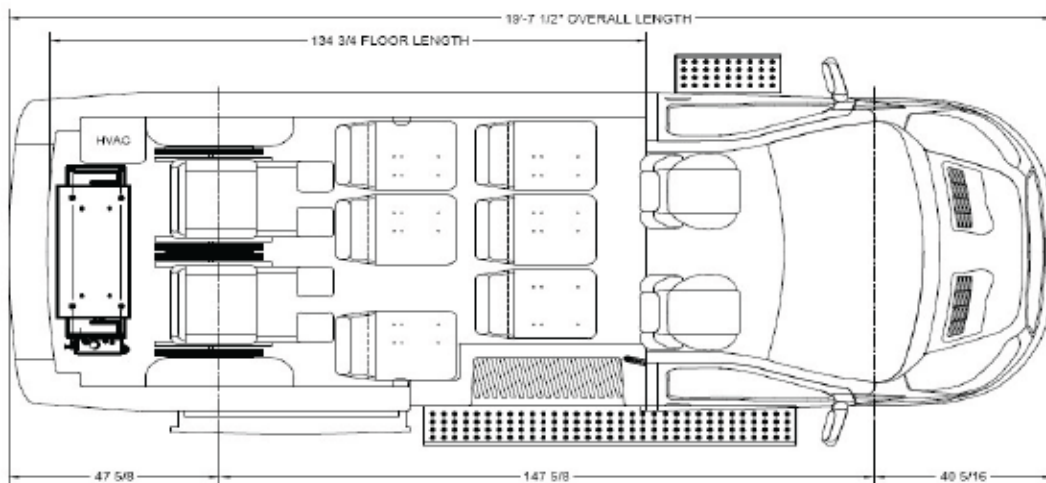 19'-7 1/2" OVERALL LENGTH
134 3/4 FLOOR LENGTH
HVAC
47 5/8
147 5/8
40 5/16